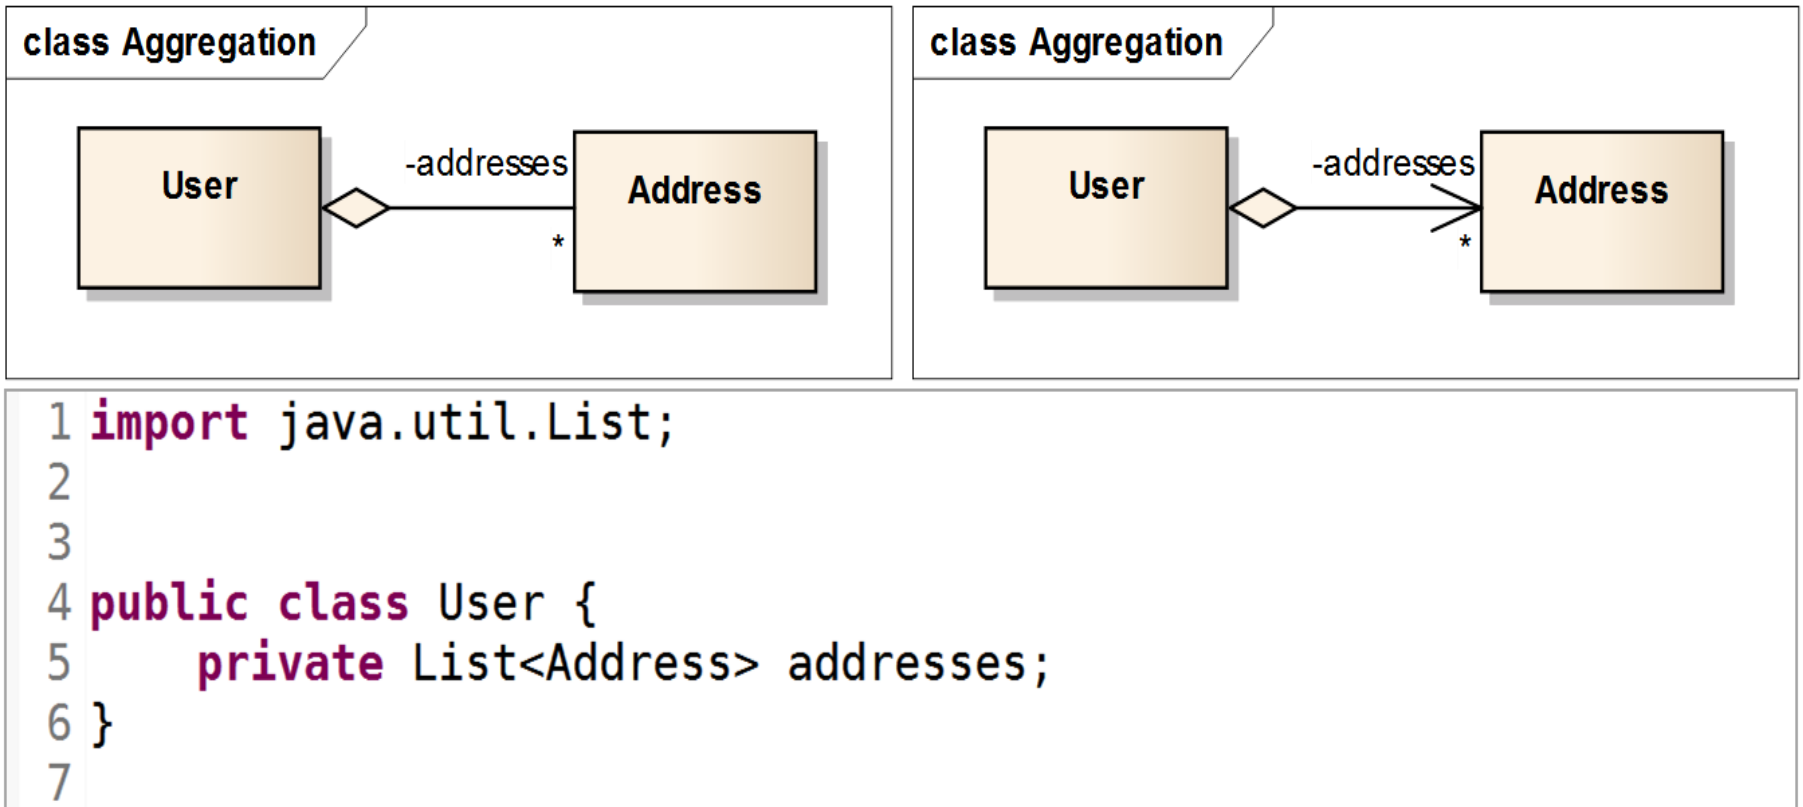 class Aggregation
User
-addresses
*
Address
class Aggregation
User
-addresses
*
Address
1 import java.util.List;
2
3
4 public class User {
5     private List<Address> addresses;
6 }
7